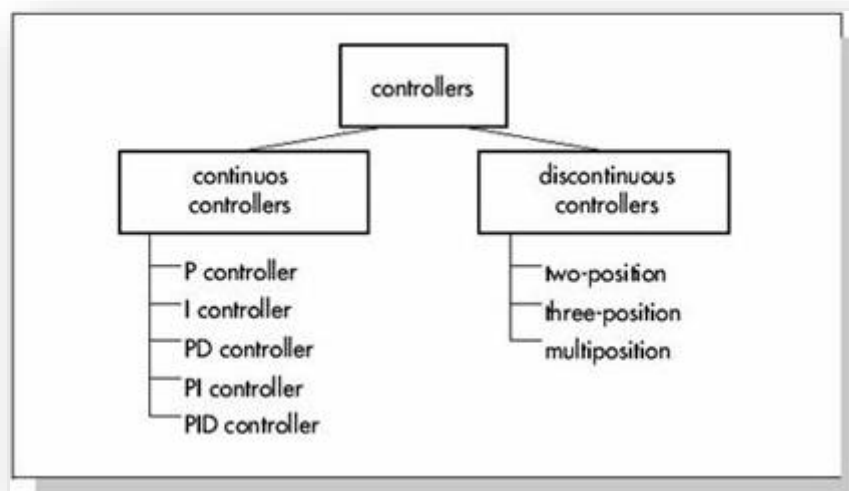 controllers
continuos
controllers
P controller
I controller
PD controller
PI controller
PID controller
discontinuous
controllers
two-position
three-position
multiposition